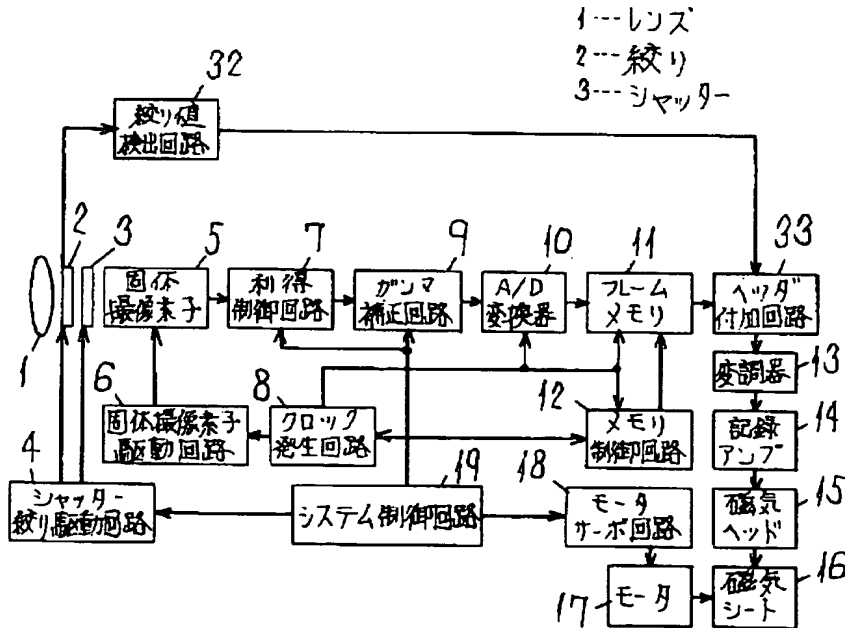 1---レンズ
2---絞り
3---シャッター
32
絞り値
検出回路
2
3
5
7
9
10
11
33
固体
撮像素子
利得
制御回路
ガンマ
補正回路
A/D
変換器
フレーム
メモリ
ヘッダ
付加回路
1
6
8
12
13
変調器
固体撮像素子
駆動回路
クロック
発生回路
メモリ
制御回路
14
記録
アンプ
4
19
18
15
シャッター
絞り駆動回路
システム制御回路
モータ
サーボ回路
磁気
ヘッド
16
17
モータ
磁気
シート